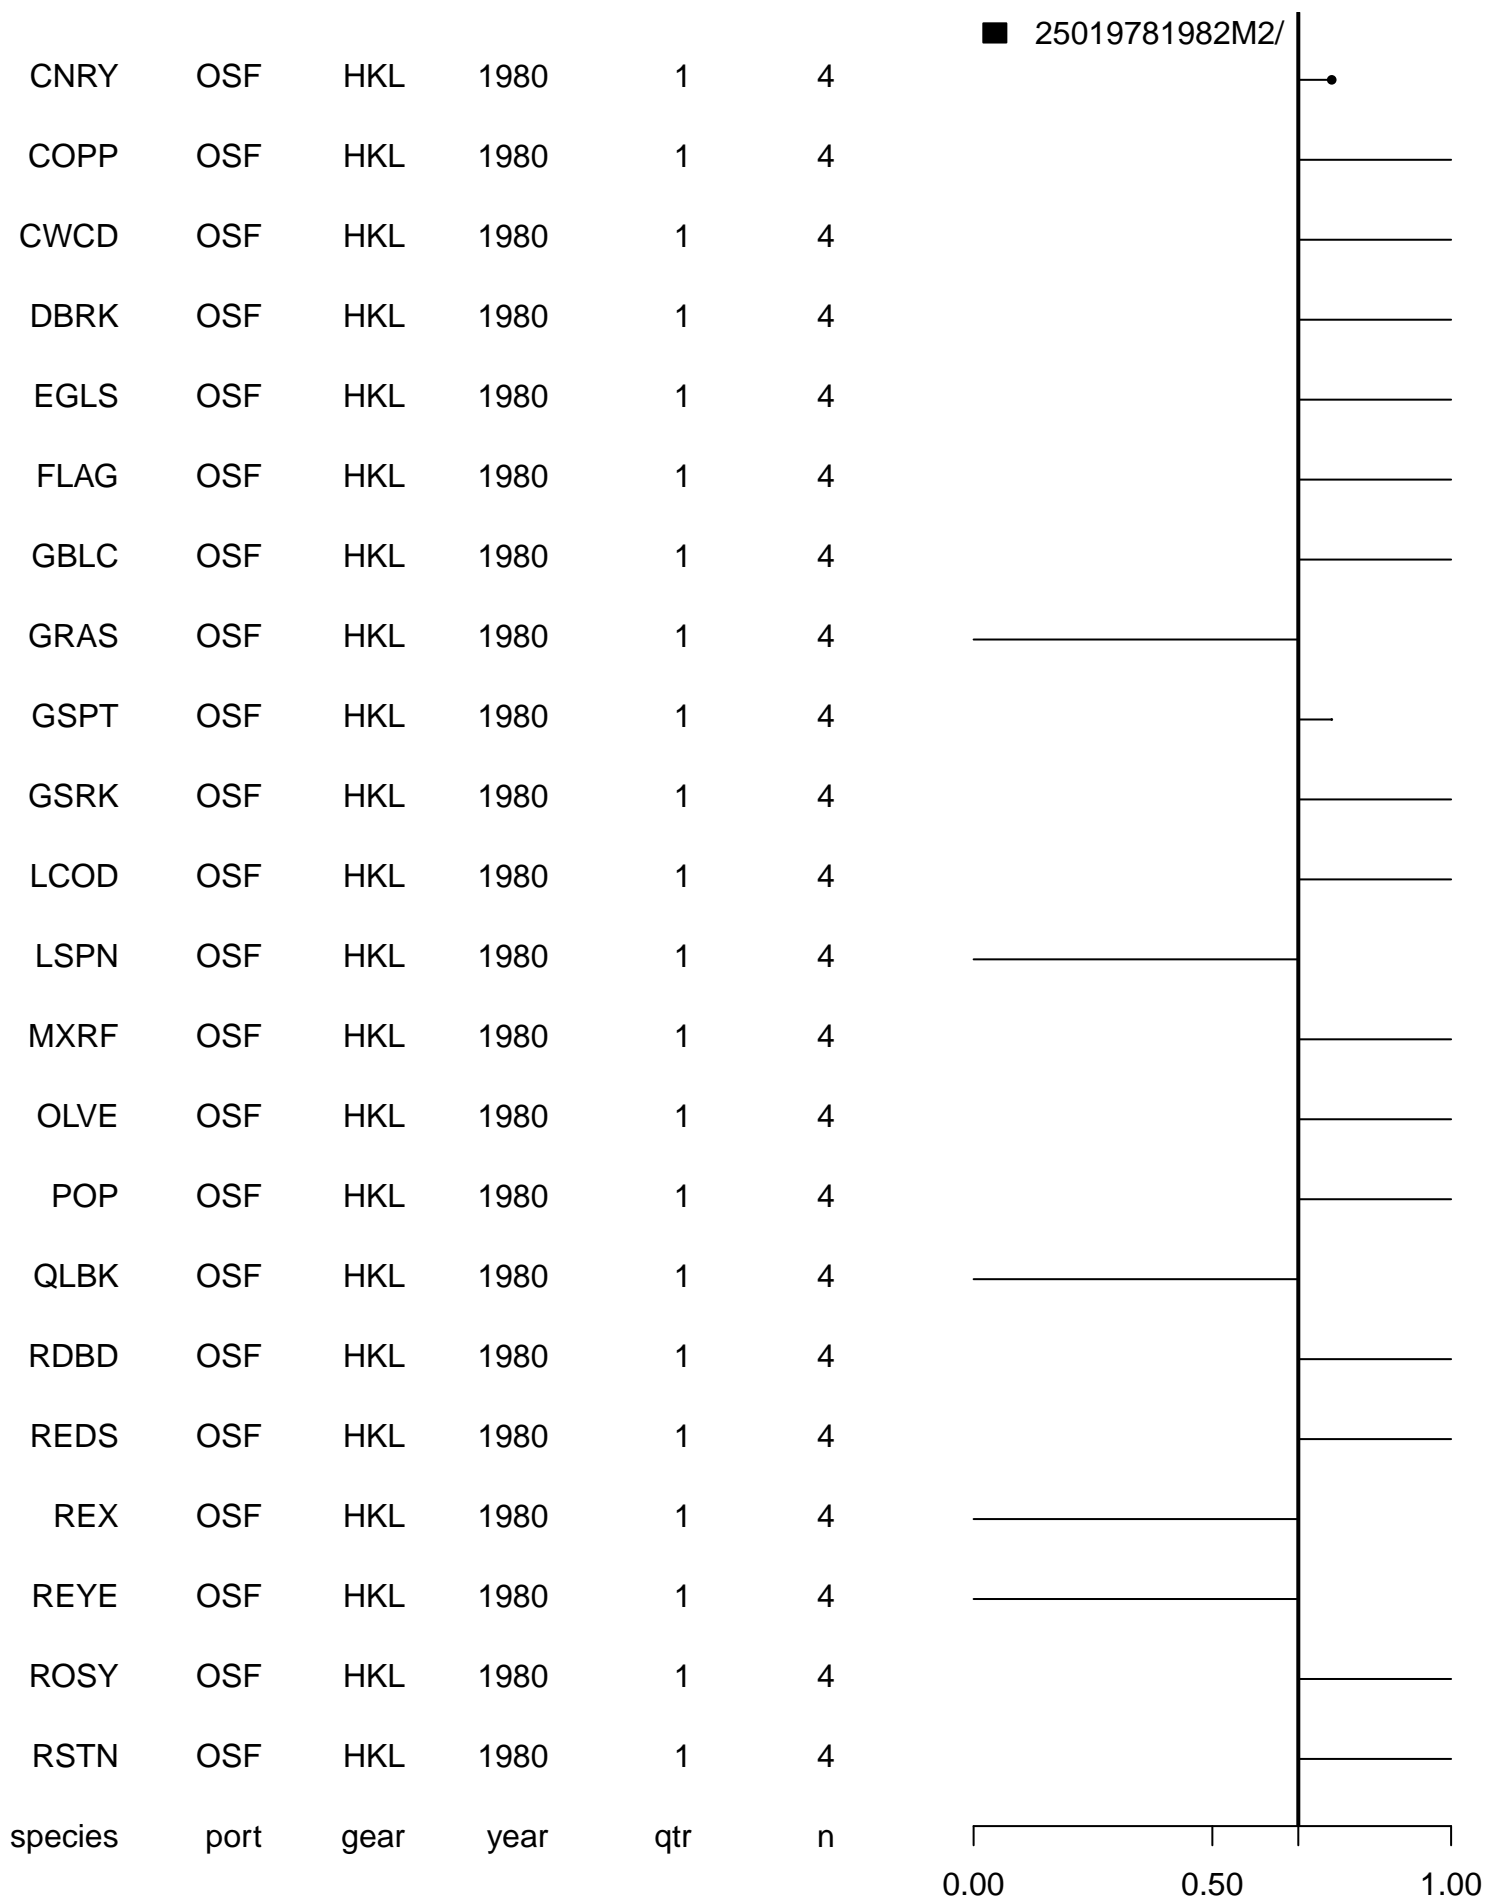 25019781982M2/
CNRY OSF HKL 1980 1 4
COPP OSF HKL 1980 1 4
CWCD OSF HKL 1980 1 4
DBRK OSF HKL 1980 1 4
EGLS OSF HKL 1980 1 4
FLAG OSF HKL 1980 1 4
GBLC OSF HKL 1980 1 4
GRAS OSF HKL 1980 1 4
GSPT OSF HKL 1980 1 4
GSRK OSF HKL 1980 1 4
LCOD OSF HKL 1980 1 4
LSPN OSF HKL 1980 1 4
MXRF OSF HKL 1980 1 4
OLVE OSF HKL 1980 1 4
POP OSF HKL 1980 1 4
QLBK OSF HKL 1980 1 4
RDBD OSF HKL 1980 1 4
REDS OSF HKL 1980 1 4
REX OSF HKL 1980 1 4
REYE OSF HKL 1980 1 4
ROSY OSF HKL 1980 1 4
RSTN OSF HKL 1980 1 4
species port gear year qtr n
0.00 0.50 1.00